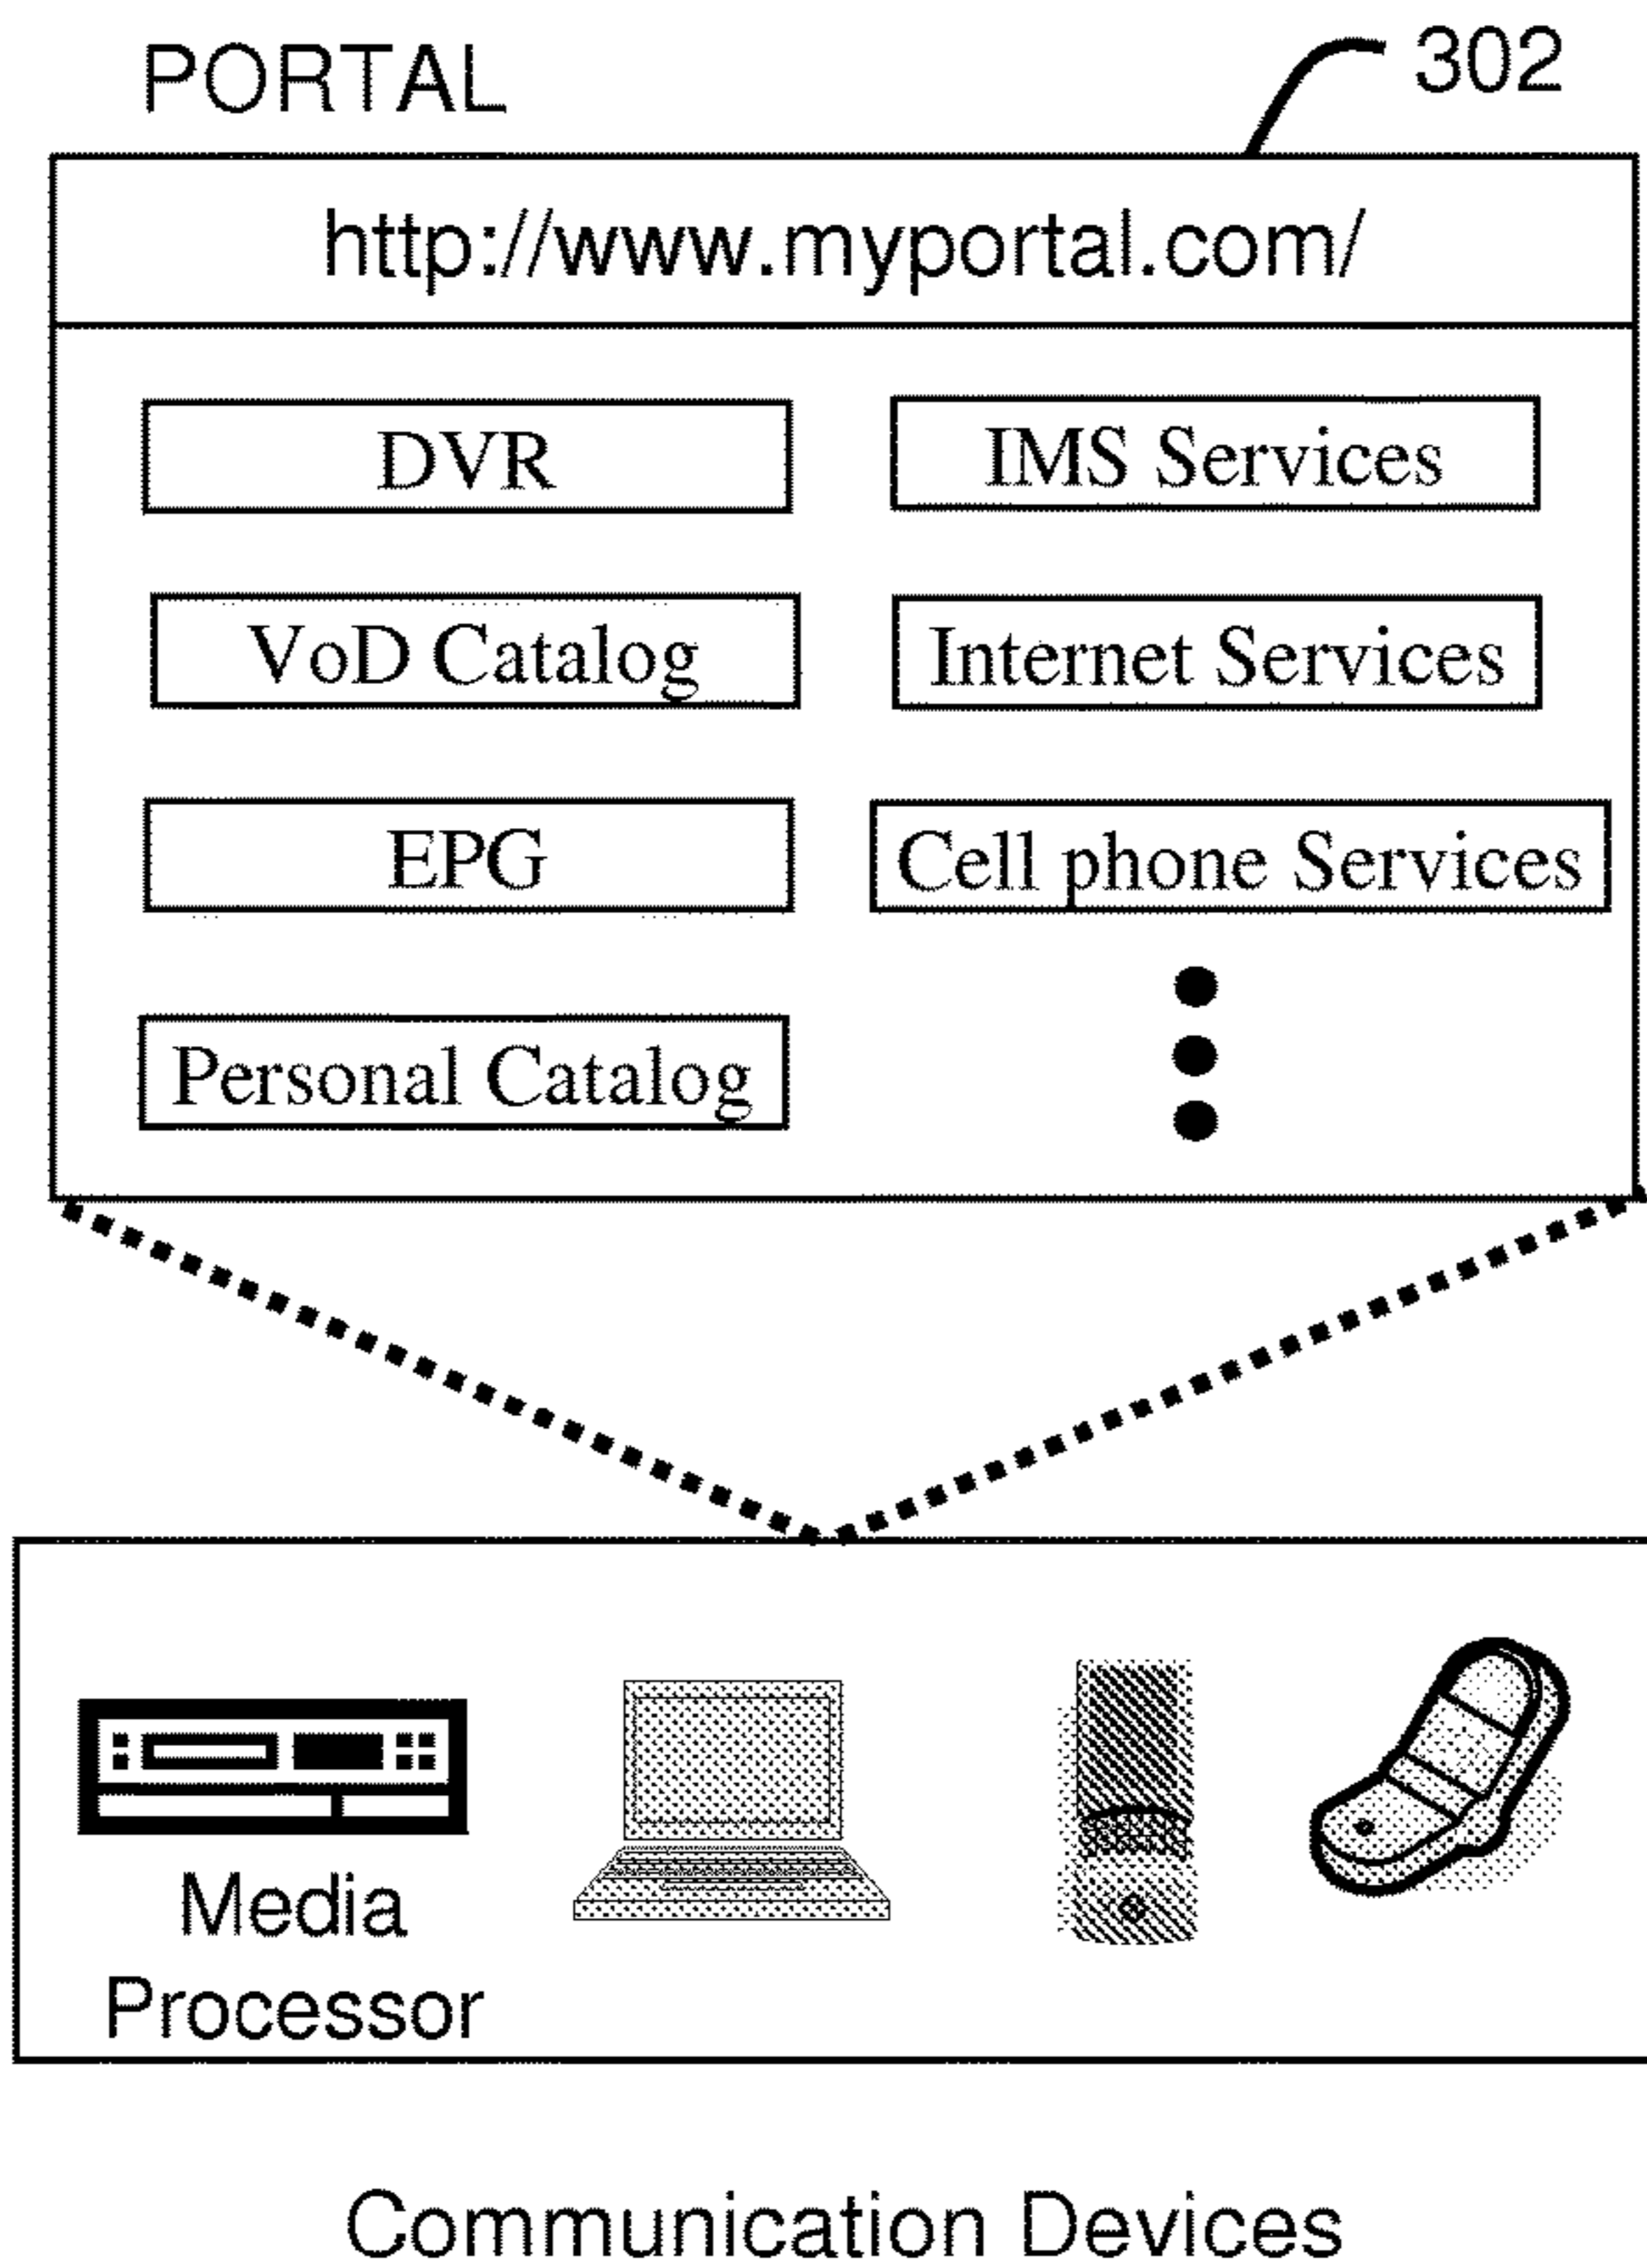 PORTAL
302
http://www.myportal.com/
DVR
IMS Services
VoD Catalog
Internet Services
EPG
Cell phone Services
Personal Catalog
Media
Processor
Communication Devices